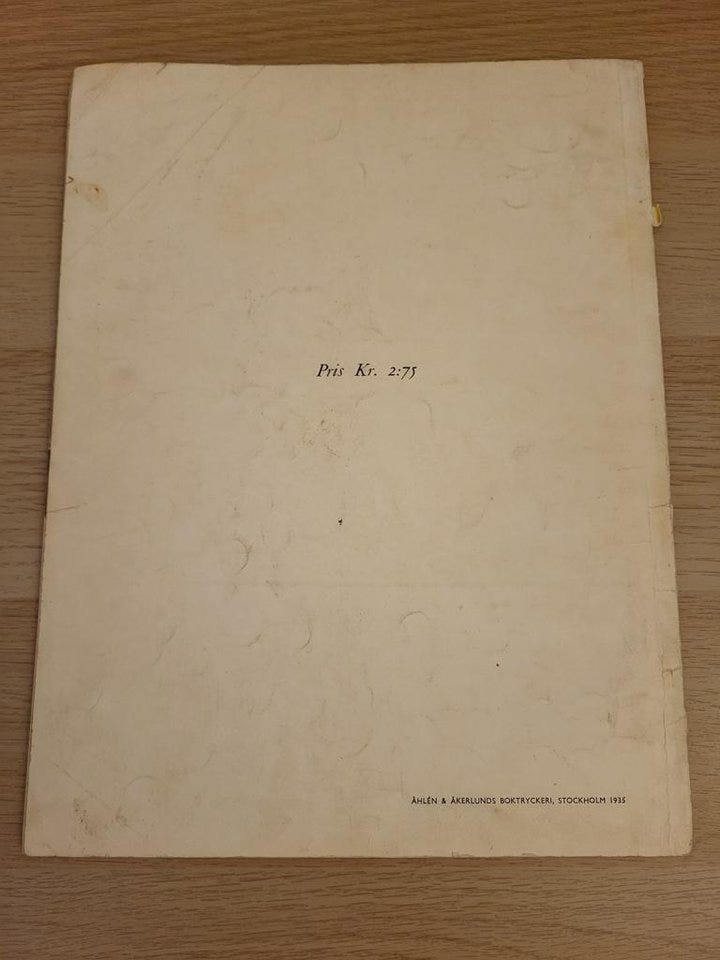 Pris Kr. 2:75
ÅHLÉN & ÅKERLUNDS BOKTRYCKERI, STOCKHOLM 1935